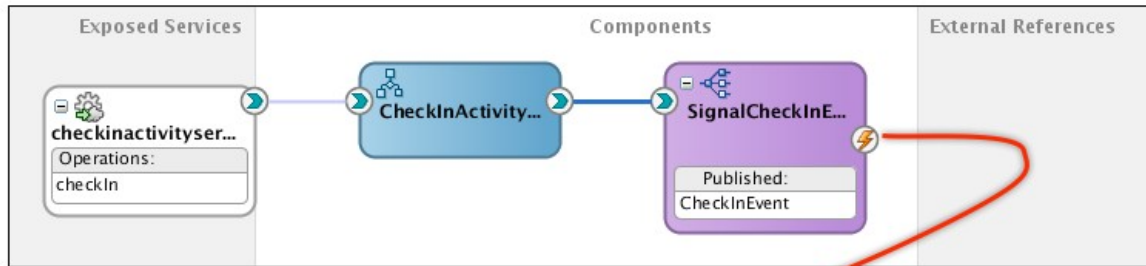 Exposed Services
Components
External References
checkinactivityser...
Operations:
checkIn
CheckInActivity...
SignalCheckInE...
Published:
CheckInEvent